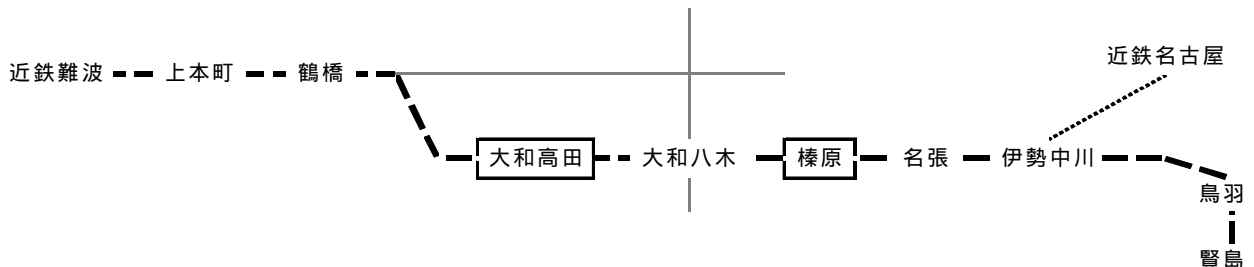 近鉄難波
上本町
鶴橋
近鉄名古屋
大和高田
大和八木
榛原
名張
伊勢中川
鳥羽
賢島